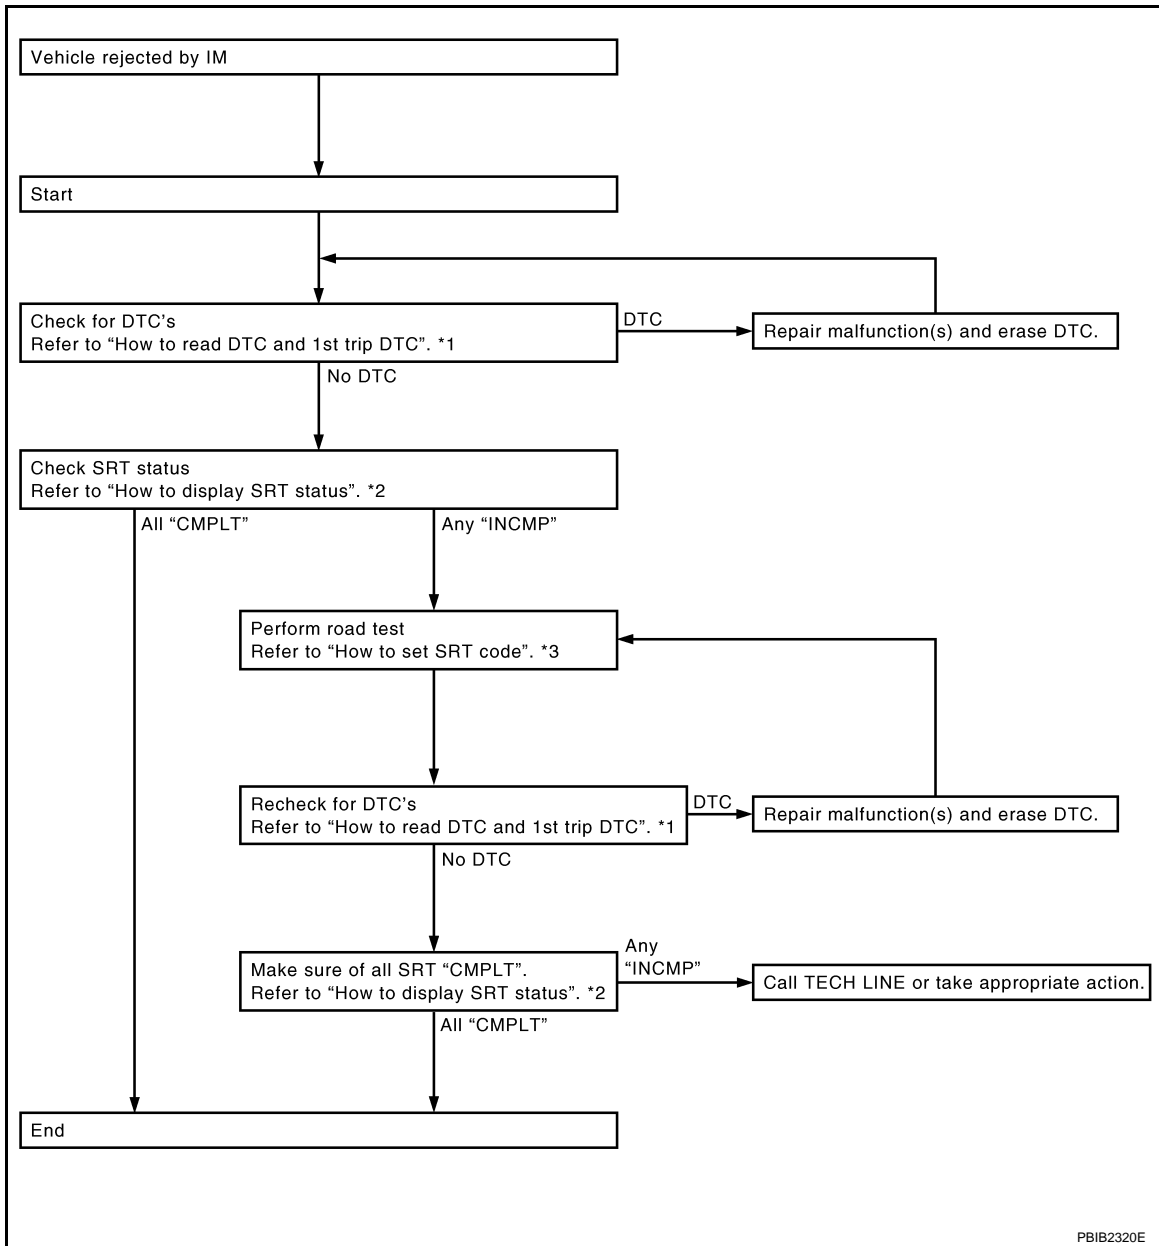 Vehicle rejected by IM
Start
Check for DTC's
Refer to “How to read DTC and 1st trip DTC”. *1
DTC
Repair malfunction(s) and erase DTC.
No DTC
Check SRT status
Refer to “How to display SRT status”. *2
All “CMPLT”
Any “INCMP”
Perform road test
Refer to “How to set SRT code”. *3
Recheck for DTC's
Refer to “How to read DTC and 1st trip DTC”. *1
DTC
Repair malfunction(s) and erase DTC.
No DTC
Make sure of all SRT “CMPLT”.
Refer to “How to display SRT status”. *2
Any
“INCMP”
Call TECH LINE or take appropriate action.
All “CMPLT”
End
PBIB2320E